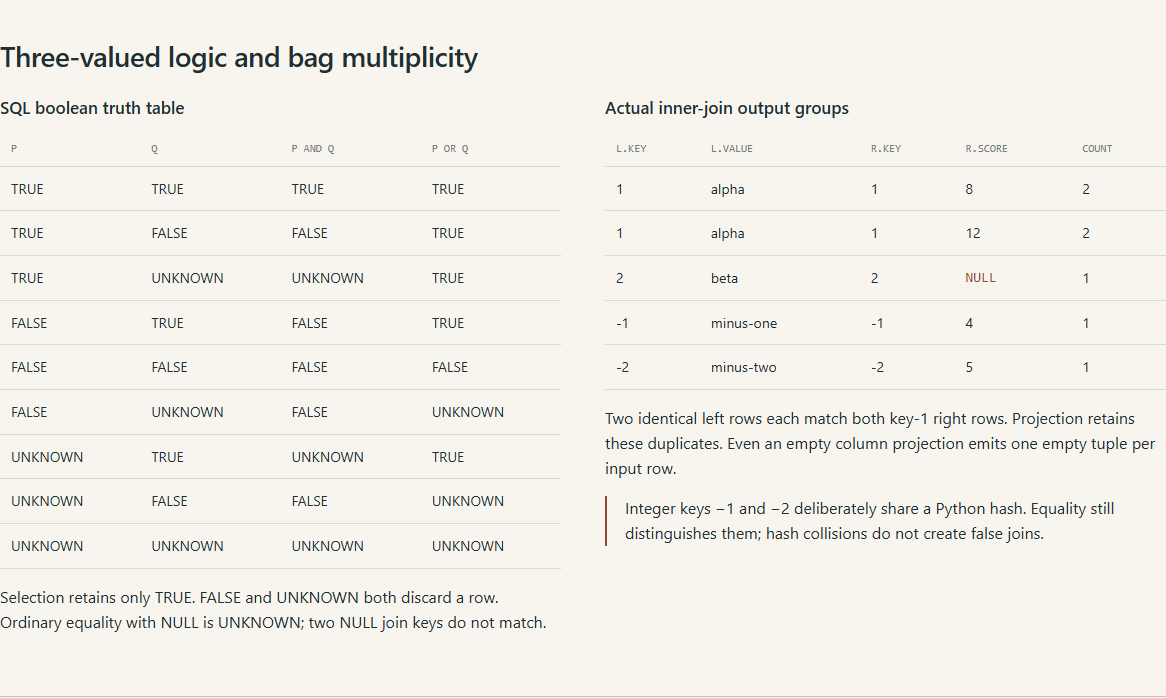 Three-valued logic and bag multiplicity
SQL boolean truth table
P Q P AND Q P OR Q
TRUE TRUE TRUE TRUE
TRUE FALSE FALSE TRUE
TRUE UNKNOWN UNKNOWN TRUE
FALSE TRUE FALSE TRUE
FALSE FALSE FALSE FALSE
FALSE UNKNOWN FALSE UNKNOWN
UNKNOWN TRUE UNKNOWN TRUE
UNKNOWN FALSE FALSE UNKNOWN
UNKNOWN UNKNOWN UNKNOWN UNKNOWN
Selection retains only TRUE. FALSE and UNKNOWN both discard a row.
Ordinary equality with NULL is UNKNOWN; two NULL join keys do not match.
Actual inner-join output groups
L.KEY L.VALUE R.KEY R.SCORE COUNT
1 alpha 1 8 2
1 alpha 1 12 2
2 beta 2 NULL 1
-1 minus-one -1 4 1
-2 minus-two -2 5 1
Two identical left rows each match both key-1 right rows. Projection retains
these duplicates. Even an empty column projection emits one empty tuple per
input row.
Integer keys −1 and −2 deliberately share a Python hash. Equality still
distinguishes them; hash collisions do not create false joins.